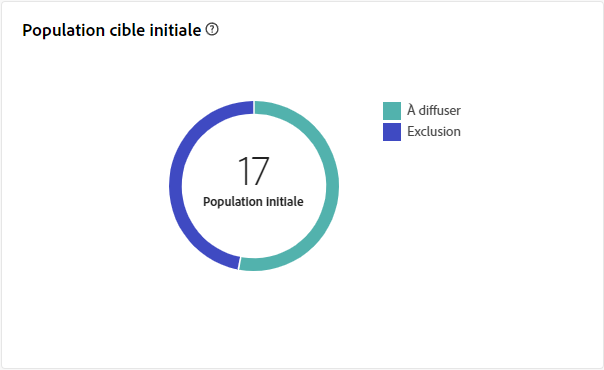 Population cible initiale
À diffuser
Exclusion
17
Population initiale